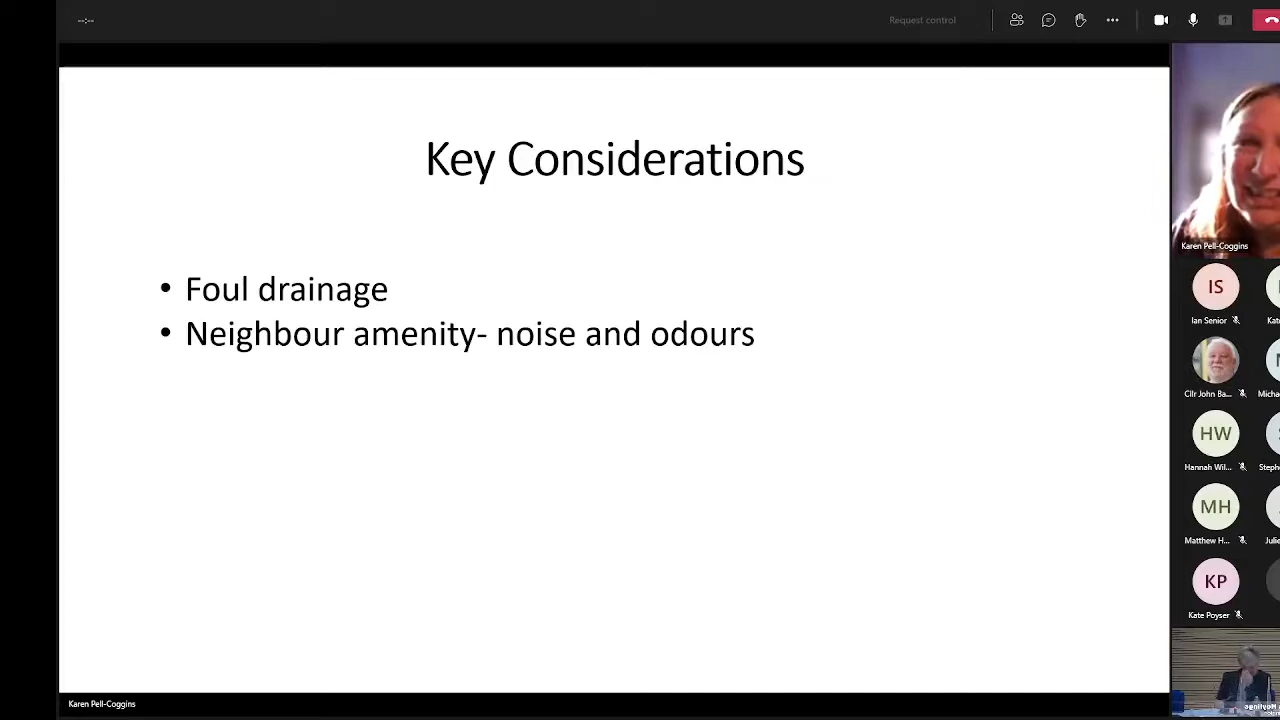 --:--
Request control
Key Considerations
• Foul drainage
• Neighbour amenity- noise and odours
Karen Pell-Coggins
Karen Pell-Coggins
IS
Ian Senior
Kat
Cllr John Ba...
Micha
HW
Hannah Wil...
Steph
MH
Matthew H...
Julie
KP
Kate Poyser